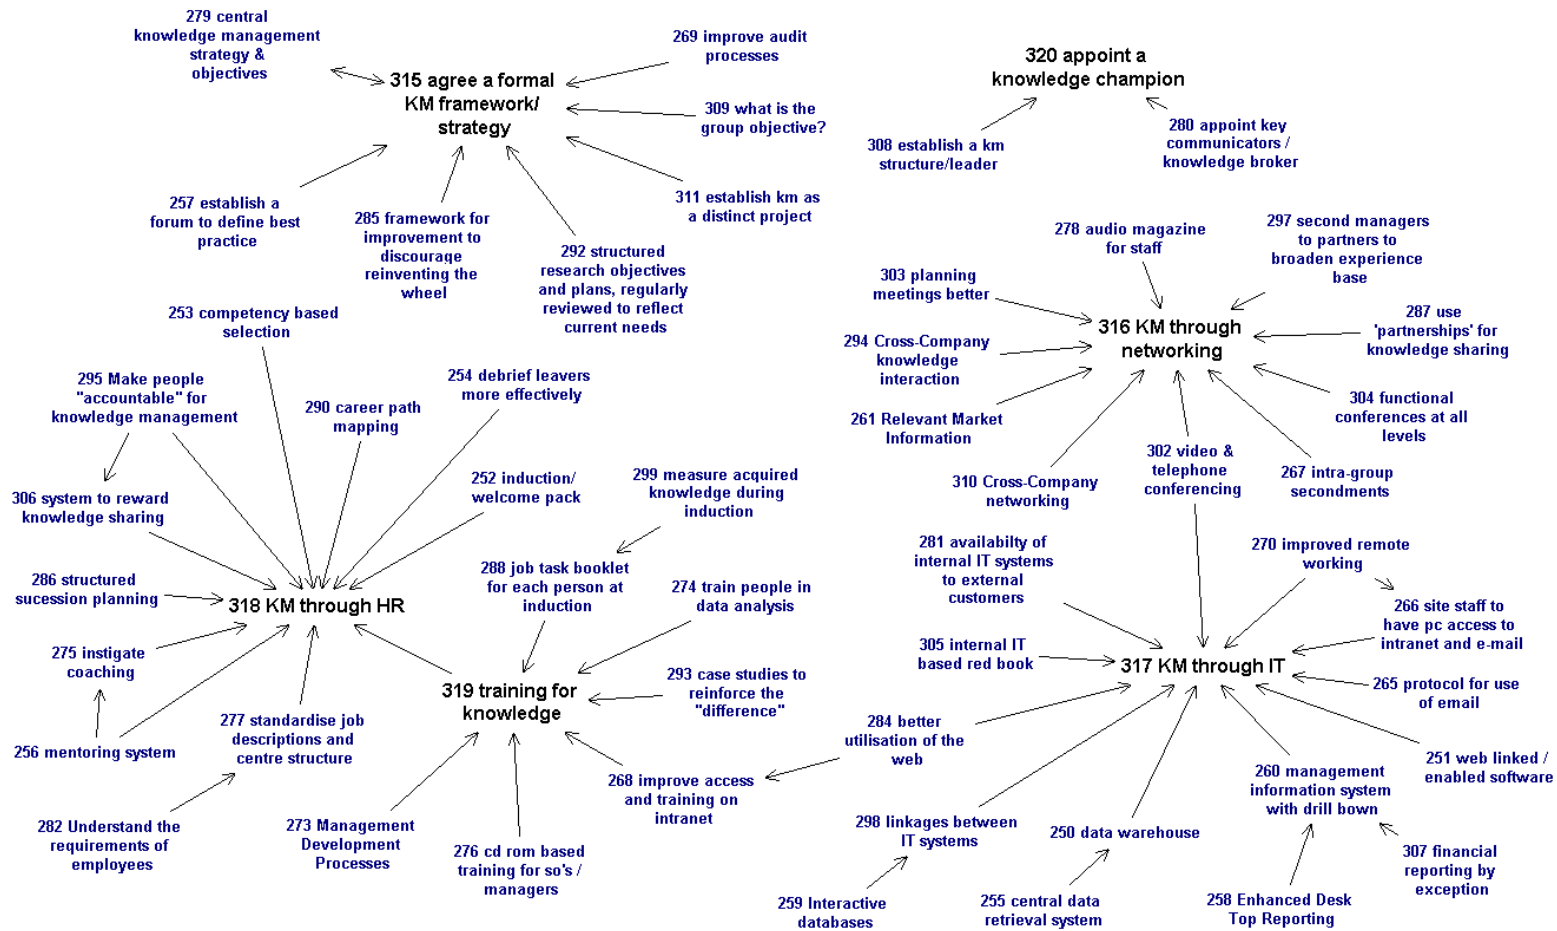 279 central
knowledge management
strategy &
objectives
269 improve audit
processes
315 agree a formal
KM framework/
strategy
309 what is the
group objective?
311 establish km as
a distinct project
257 establish a
forum to define best
practice
285 framework for
improvement to
discourage
reinventing the
wheel
292 structured
research objectives
and plans, regularly
reviewed to reflect
current needs
320 appoint a
knowledge champion
308 establish a km
structure/leader
280 appoint key
communicators /
knowledge broker
278 audio magazine
for staff
297 second managers
to partners to
broaden experience
base
303 planning
meetings better
316 KM through
networking
287 use
'partnerships' for
knowledge sharing
294 Cross-Company
knowledge
interaction
261 Relevant Market
Information
304 functional
conferences at all
levels
310 Cross-Company
networking
302 video &
telephone
conferencing
267 intra-group
secondments
253 competency based
selection
295 Make people
"accountable" for
knowledge management
290 career path
mapping
254 debrief leavers
more effectively
306 system to reward
knowledge sharing
252 induction/
welcome pack
299 measure acquired
knowledge during
induction
286 structured
sucession planning
318 KM through HR
288 job task booklet
for each person at
induction
274 train people in
data analysis
275 instigate
coaching
319 training for
knowledge
293 case studies to
reinforce the
"difference"
256 mentoring system
277 standardise job
descriptions and
centre structure
282 Understand the
requirements of
employees
273 Management
Development
Processes
276 cd rom based
training for so's /
managers
268 improve access
and training on
intranet
281 availabilty of
internal IT systems
to external
customers
270 improved remote
working
266 site staff to
have pc access to
intranet and e-mail
305 internal IT
based red book
317 KM through IT
265 protocol for use
of email
284 better
utilisation of the
web
251 web linked /
enabled software
260 management
information system
with drill bown
298 linkages between
IT systems
250 data warehouse
307 financial
reporting by
exception
259 Interactive
databases
255 central data
retrieval system
258 Enhanced Desk
Top Reporting